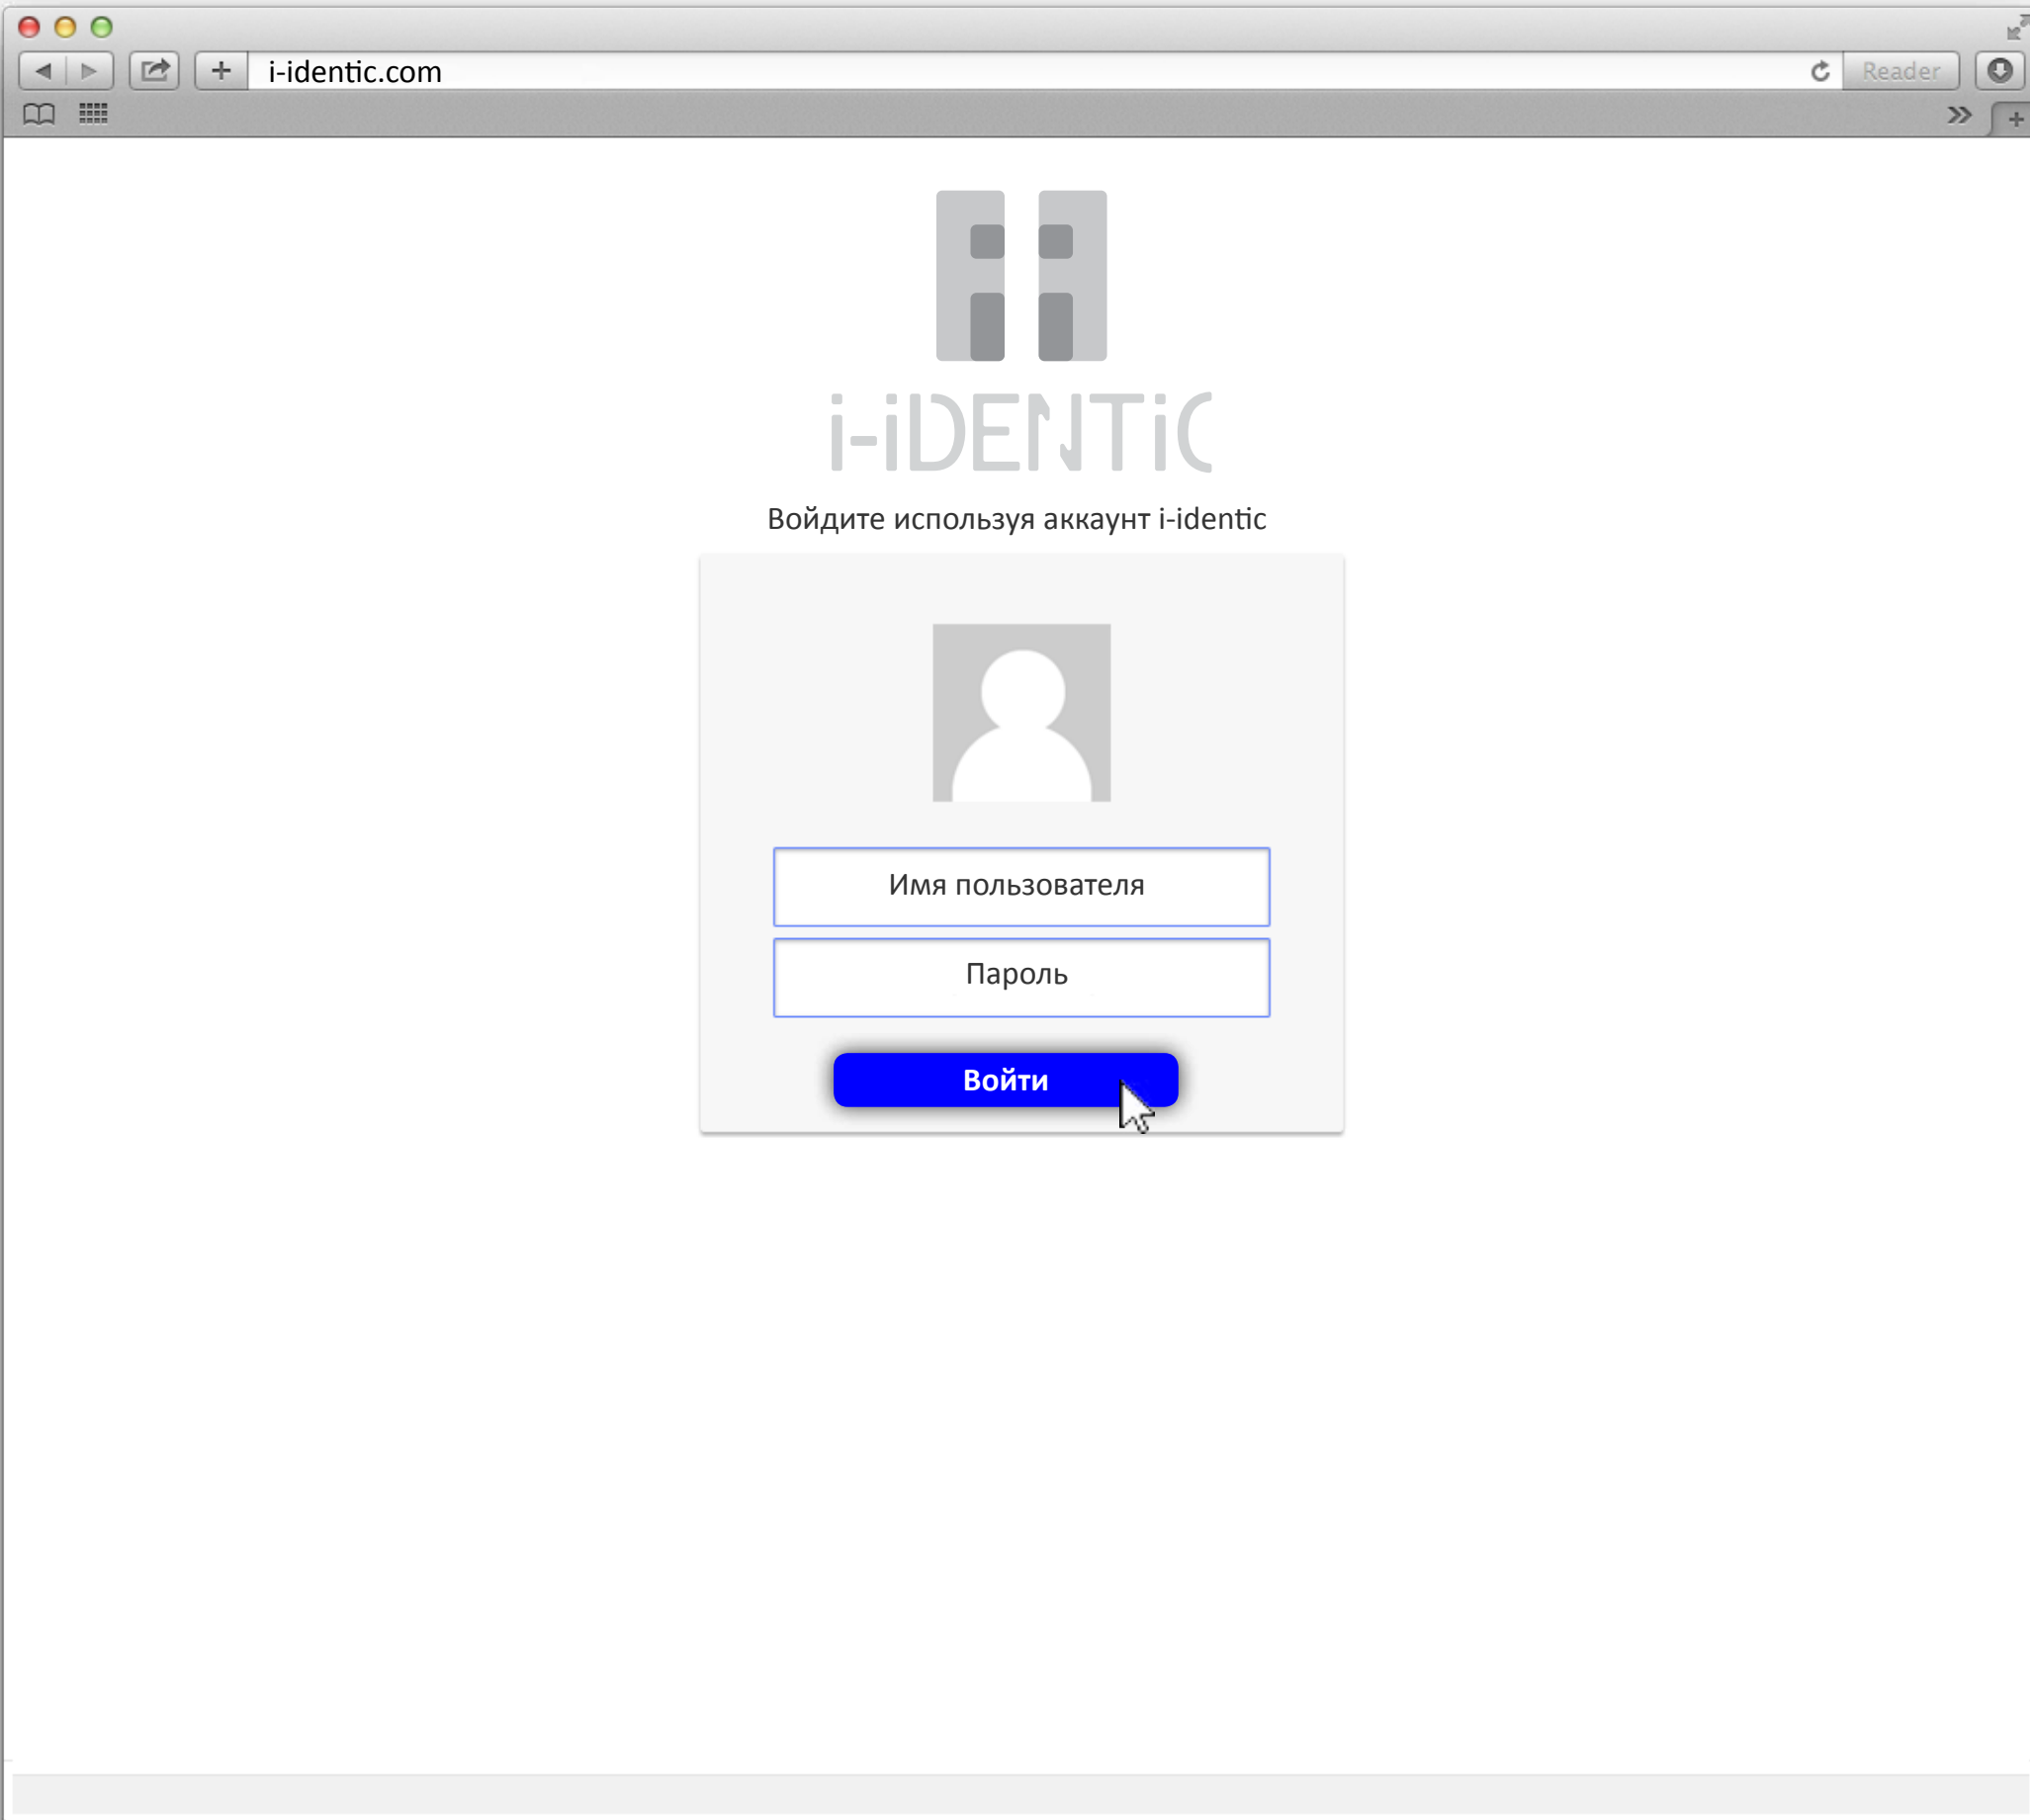 i-identic.com
Reader
i-iDENTiC
Войдите используя аккаунт i-identic
Имя пользователя
Пароль
Войти